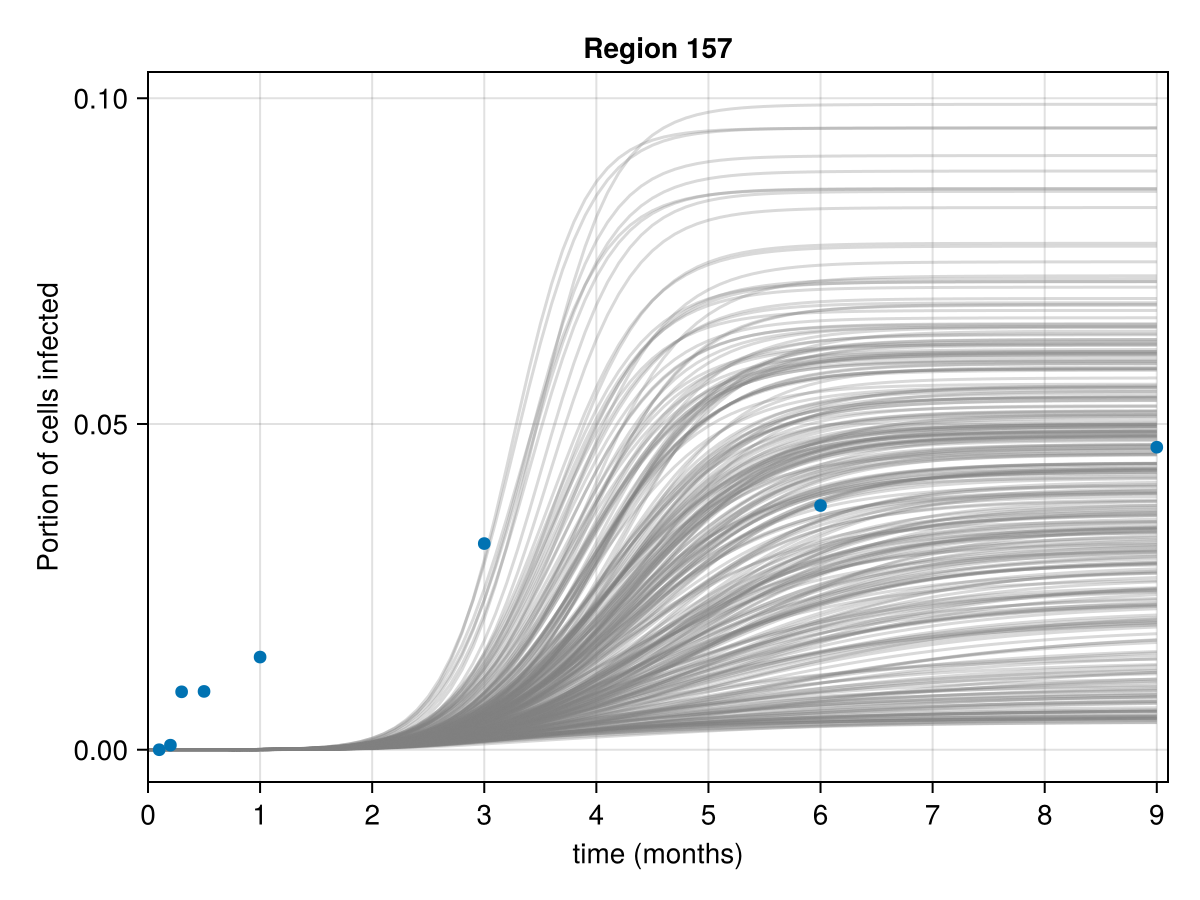 Region 157
Portion of cells infected
0.10
0.05
0.00
0 1 2 3 4 5 6 7 8 9
time (months)